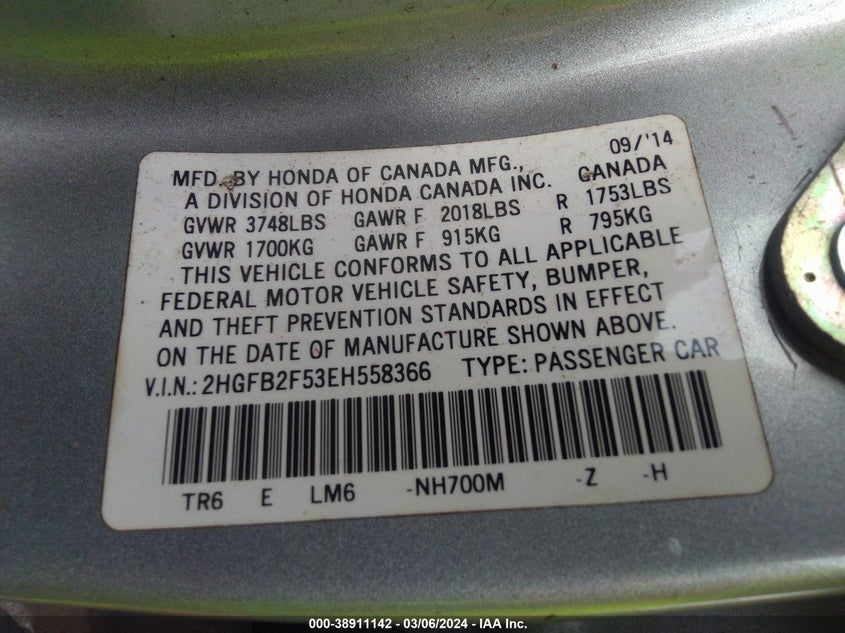 09/'14
MFD. BY HONDA OF CANADA MFG., CANADA
A DIVISION OF HONDA CANADA INC.
GVWR 3748LBS GAWR F 2018LBS R 1753LBS
GVWR 1700KG GAWR F 915KG R 795KG
THIS VEHICLE CONFORMS TO ALL APPLICABLE
FEDERAL MOTOR VEHICLE SAFETY, BUMPER,
AND THEFT PREVENTION STANDARDS IN EFFECT
ON THE DATE OF MANUFACTURE SHOWN ABOVE.
V.I.N.: 2HGFB2F53EH558366 TYPE: PASSENGER CAR
TR6 E LM6 -NH700M -Z -H
000-38911142 - 03/06/2024 - IAA Inc.